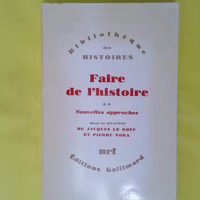 Bibliothèque
des
HISTOIRES
Faire
de l'histoire
**
Nouvelles approches
Sous la direction
DE JACQUES LE GOFF
ET PIERRE NORA
nrf
Éditions Gallimard